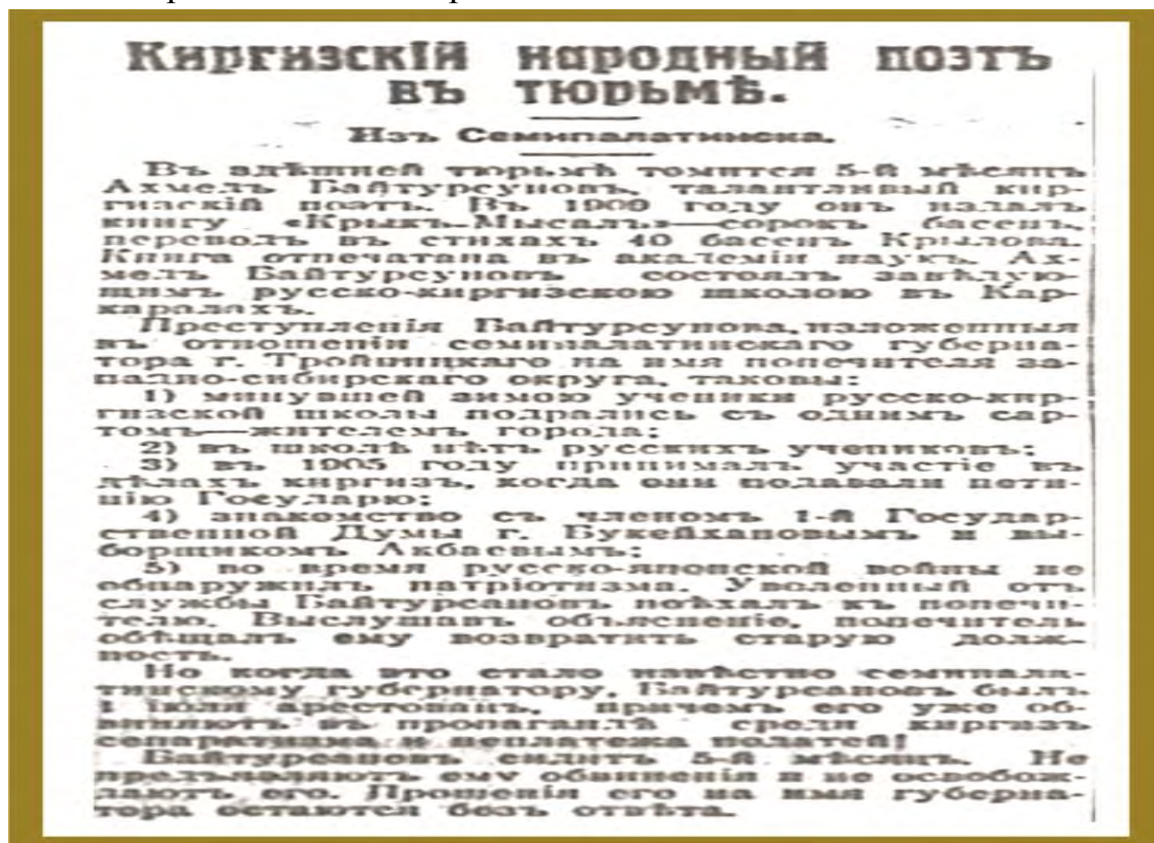 Киргизскій народный поэтъ
въ тюрьмѣ.
Изъ Семипалатинска.
Въ здѣшней тюрьмѣ томится 5-й мѣсяцъ
Ахмедъ Байтурсуновъ, талантливый кир-
гизскій поэтъ. Въ 1909 году онъ издалъ
книгу «Крыкъ-Мысалъ»—сорокъ басенъ,
переводъ въ стихахъ 40 басенъ Крылова.
Книга отпечатана въ академіи наукъ. Ах-
медъ Байтурсуновъ состоялъ завѣдую-
щимъ русско-киргизскою школою въ Кар-
каралахъ.
Преступленія Байтурсунова, изложенныя
въ отношеніи семипалатинскаго губерна-
тора г. Тройницкаго на имя попечителя за-
падно-сибирскаго округа, таковы:
1) минувшей зимою ученики русско-кир-
гизской школы подрались съ однимъ сар-
томъ—жителемъ города;
2) въ школѣ нѣтъ русскихъ учениковъ;
3) въ 1905 году принималъ участіе въ
дѣлахъ киргизъ, когда они подавали пети-
цію Государю;
4) знакомство съ членомъ 1-й Государ-
ственной Думы г. Букейхановымъ и вы-
борщикомъ Акбаевымъ;
5) во время русско-японской войны не
обнаружилъ патріотизма. Уволенный отъ
службы Байтурсановъ поѣхалъ къ попечи-
телю. Выслушавъ объясненіе, попечитель
обѣщалъ ему возвратить старую долж-
ность.
Но когда это стало извѣстно семипала-
тинскому губернатору, Байтурсановъ былъ
1 іюля арестованъ, причемъ его уже об-
виняютъ въ пропагандѣ среди киргизъ
сепаратизма и неплатежа податей!
Байтурсановъ сидитъ 5-й мѣсяцъ. Не
предъявляютъ ему обвиненія и не освобож-
даютъ его. Прошенія его на имя губерна-
тора остаются безъ отвѣта.